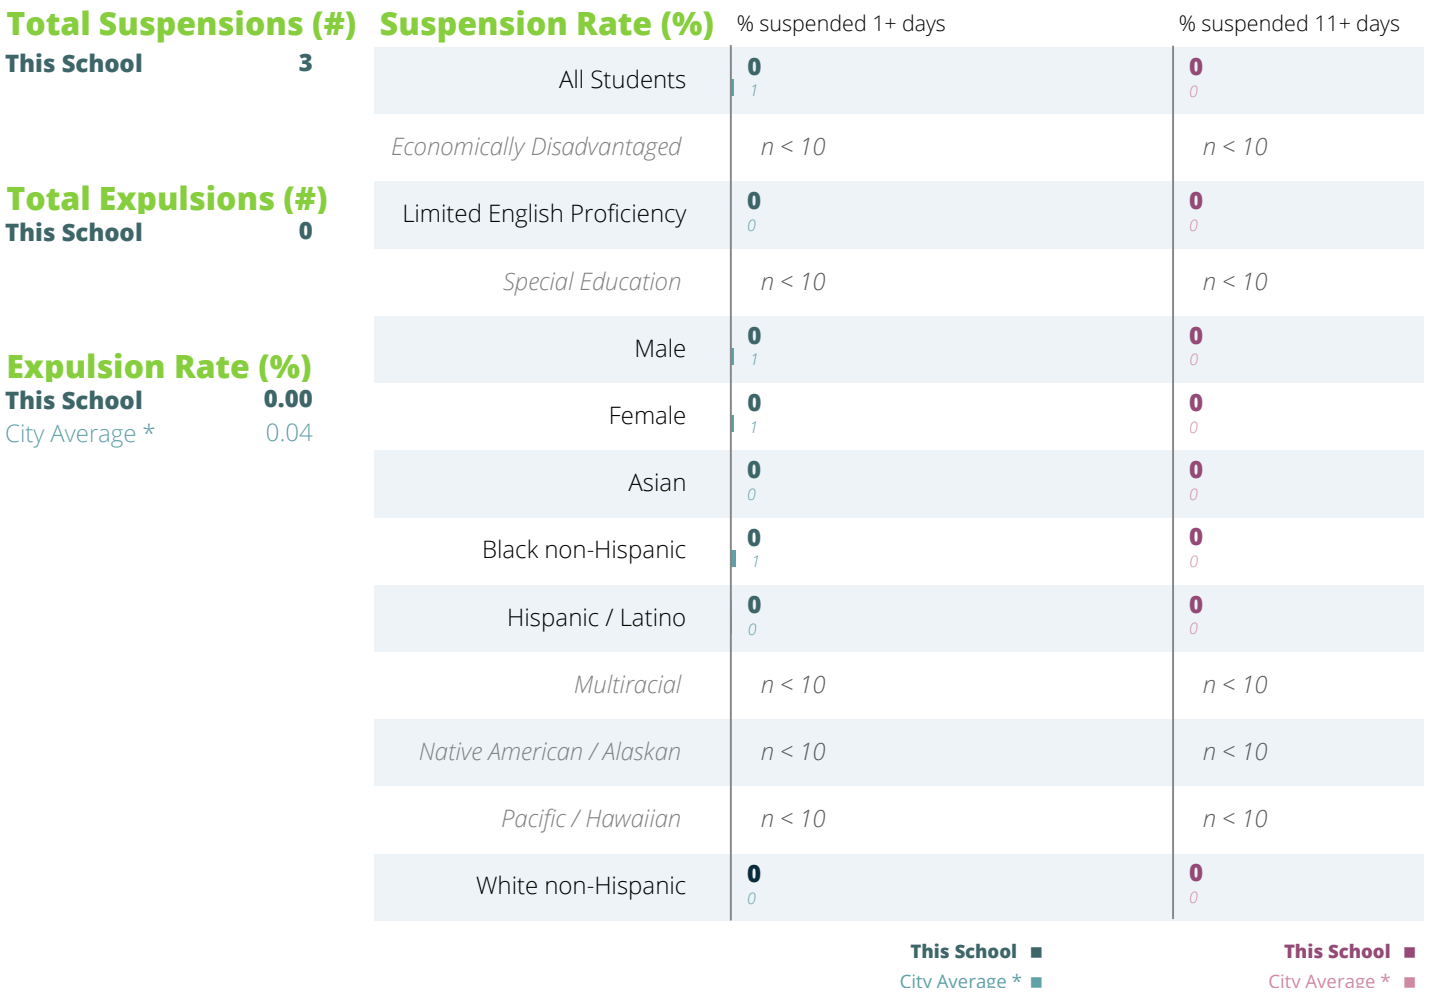 Total Suspensions (#)
This School 3
Total Expulsions (#)
This School 0
Expulsion Rate (%)
This School 0.00
City Average * 0.04
Suspension Rate (%) % suspended 1+ days % suspended 11+ days
All Students 0 0
1 0
Economically Disadvantaged n < 10 n < 10
Limited English Proficiency 0 0
0 0
Special Education n < 10 n < 10
Male 0 0
1 0
Female 0 0
1 0
Asian 0 0
0 0
Black non-Hispanic 0 0
1 0
Hispanic / Latino 0 0
0 0
Multiracial n < 10 n < 10
Native American / Alaskan n < 10 n < 10
Pacific / Hawaiian n < 10 n < 10
White non-Hispanic 0 0
0 0
This School This School
City Average * City Average *